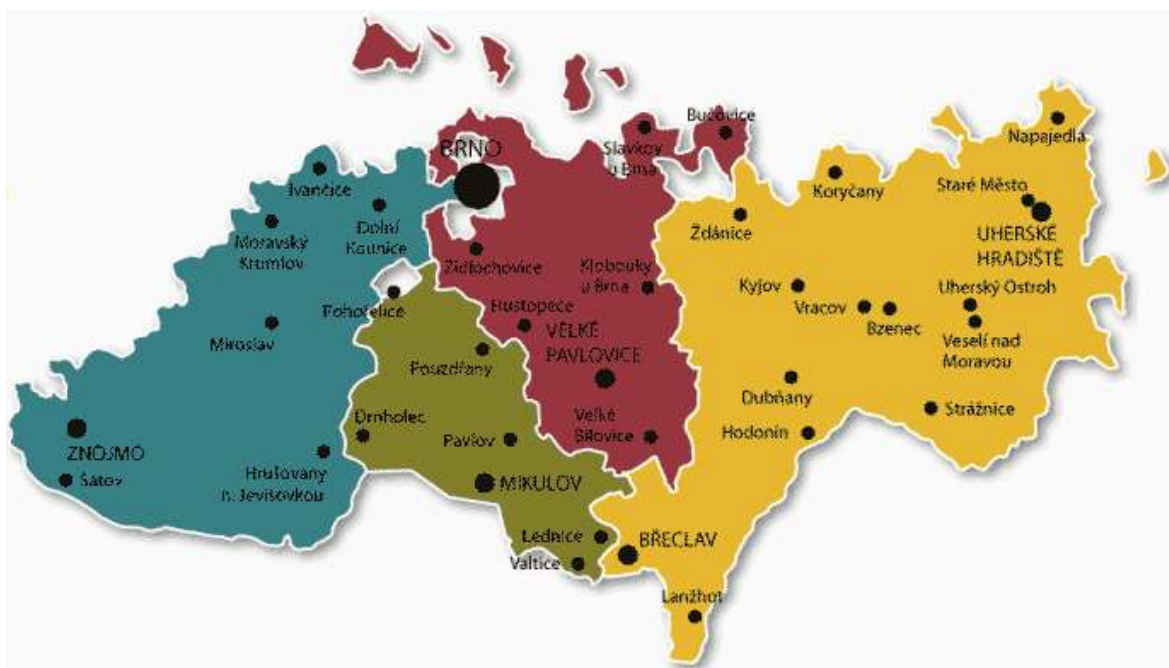 Bučovice
Napajedla
BRNO
Slavkov
u Brna
Ivančice
Koryčany
Staré Město
Moravský
Krumlov
Dolní
Kounice
Ždánice
UHERSKÉ
HRADIŠTĚ
Židlochovice
Klobouky
u Brna
Kyjov
Vracov
Bzenec
Uherský Ostroh
Pohořelice
Hustopeče
Miroslav
VELKÉ
PAVLOVICE
Veselí nad
Moravou
Pouzdřany
Dubňany
Strážnice
Drnholec
Pavlov
Velké
Bílovice
Hodonín
ZNOJMO
Šatov
Hrušovany
n. Jevišovkou
MIKULOV
Lednice
BŘECLAV
Valtice
Lanžhot